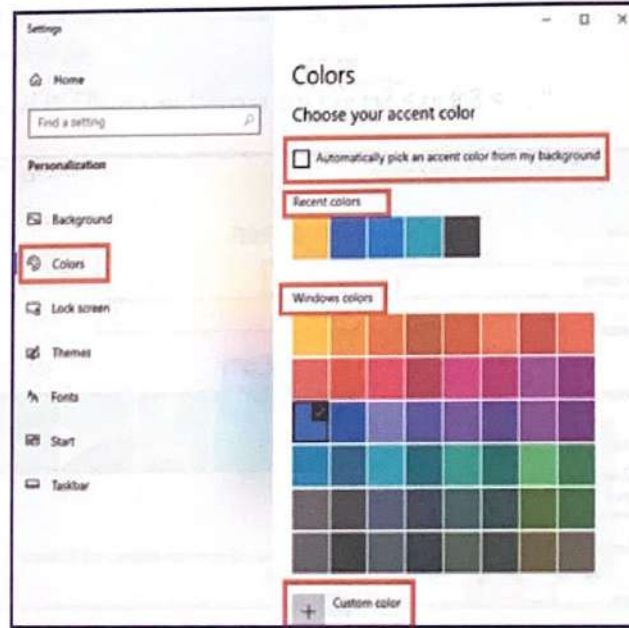 Settings
Home
Find a setting
Personalization
Background
Colors
Lock screen
Themes
Fonts
Start
Taskbar
Colors
Choose your accent color
Automatically pick an accent color from my background
Recent colors
Windows colors
Custom color